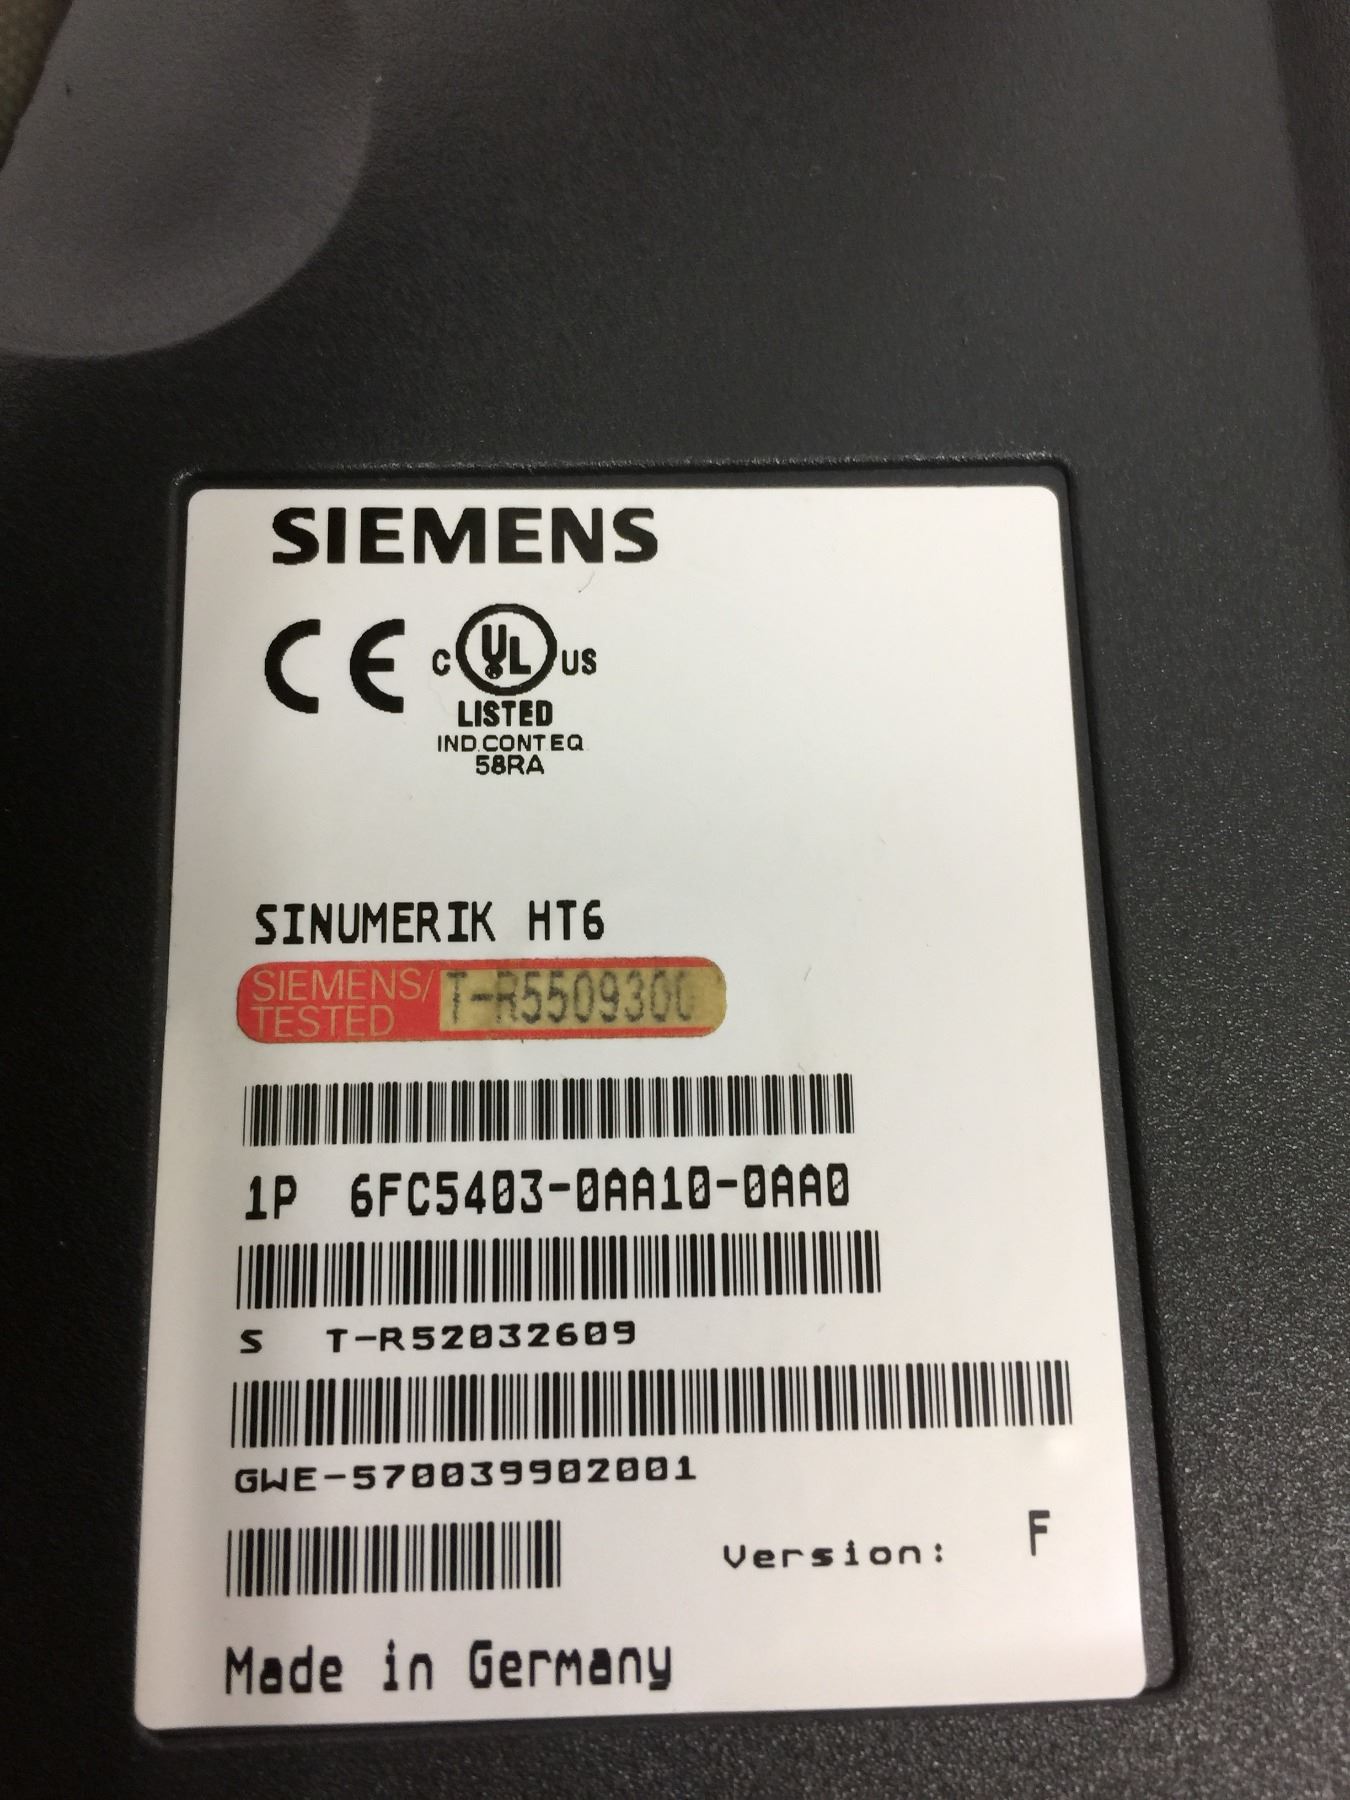 SIEMENS
CE
C UL US
LISTED
IND.CONT.EQ
58RA
SINUMERIK HT6
SIEMENS/ TESTED
1P 6FC5403-0AA10-0AA0
S T-R52032609
GWE-570039902001
Version: F
Made in Germany